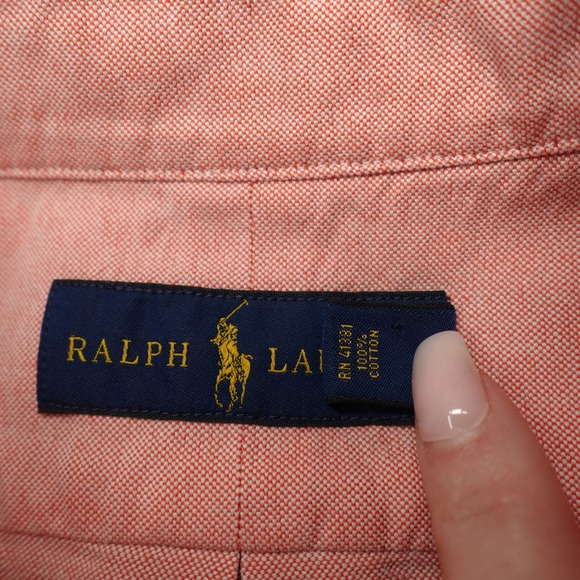 RALPH LAU
RN 41381
100%
COTTON